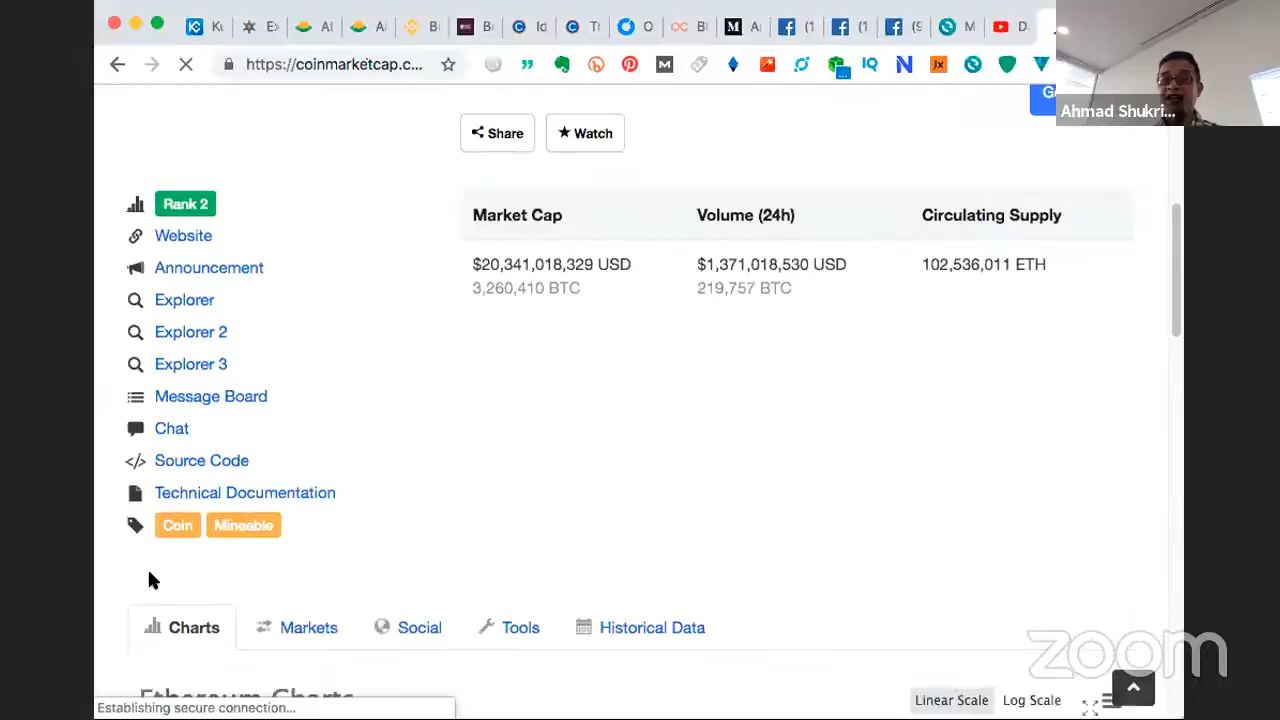 https://coinmarketcap.c...
Ahmad Shukri...
Share
Watch
Rank 2
Website
Announcement
Explorer
Explorer 2
Explorer 3
Message Board
Chat
Source Code
Technical Documentation
Coin
Mineable
Market Cap
Volume (24h)
Circulating Supply
$20,341,018,329 USD
$1,371,018,530 USD
102,536,011 ETH
3,260,410 BTC
219,757 BTC
Charts
Markets
Social
Tools
Historical Data
Ethereum Charts
Linear Scale
Log Scale
zoom
Establishing secure connection...